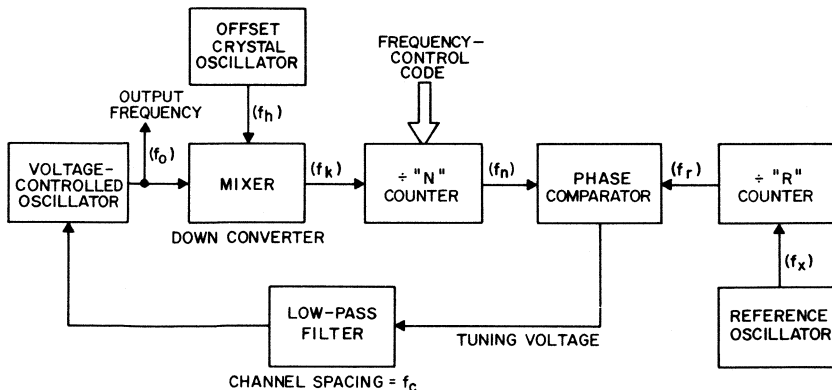 OFFSET
CRYSTAL
OSCILLATOR
FREQUENCY-
CONTROL
CODE
OUTPUT
FREQUENCY
(fh)
(fo)
VOLTAGE-
CONTROLLED
OSCILLATOR
MIXER
(fk)
÷ "N"
COUNTER
(fn)
PHASE
COMPARATOR
(fr)
÷ "R"
COUNTER
DOWN CONVERTER
(fx)
LOW-PASS
FILTER
TUNING VOLTAGE
REFERENCE
OSCILLATOR
CHANNEL SPACING = fc